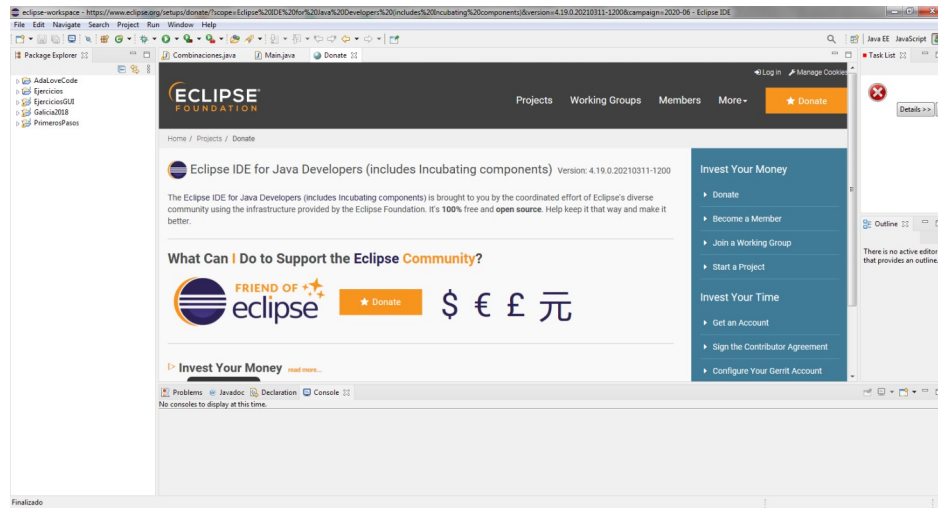 eclipse-workspace - https://www.eclipse.org/setups/donate/?scope=Eclipse%20IDE%20for%20Java%20Developers%20(includes%20Incubating%20components)&version=4.19.0.20210311-1200&campaign=2020-06 - Eclipse IDE
File Edit Navigate Search Project Run Window Help
Java EE JavaScript
Package Explorer
Combinaciones.java Main.java Donate
Task List
AdaLoveCode
Ejercicios
EjerciciosGUI
Galicia2018
PrimerosPasos
Log in Manage Cookies
ECLIPSE
FOUNDATION
Projects Working Groups Members More Donate
Details >>
Home / Projects / Donate
Eclipse IDE for Java Developers (includes Incubating components) Version: 4.19.0.20210311-1200
The Eclipse IDE for Java Developers (includes Incubating components) is brought to you by the coordinated effort of Eclipse's diverse
community using the infrastructure provided by the Eclipse Foundation. It's 100% free and open source. Help keep it that way and make it
better.
What Can I Do to Support the Eclipse Community?
FRIEND OF
eclipse
Donate
$ € £ 元
Invest Your Money read more...
Invest Your Money
Donate
Become a Member
Join a Working Group
Start a Project
Invest Your Time
Get an Account
Sign the Contributor Agreement
Configure Your Gerrit Account
Outline
There is no active editor
that provides an outline.
Problems Javadoc Declaration Console
No consoles to display at this time.
Finalizado